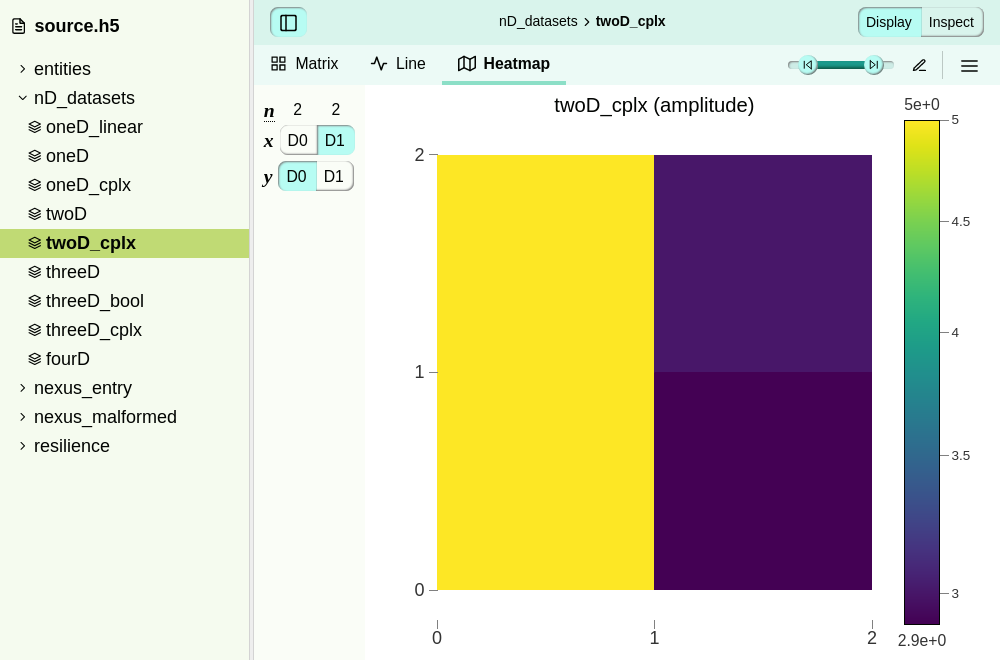 source.h5
entities
nD_datasets
oneD_linear
oneD
oneD_cplx
twoD
twoD_cplx
threeD
threeD_bool
threeD_cplx
fourD
nexus_entry
nexus_malformed
resilience
nD_datasets › twoD_cplx
Display Inspect
Matrix Line Heatmap
n 2 2
x D0 D1
y D0 D1
twoD_cplx (amplitude)
2
1
0
0 1 2
5e+0
5
4.5
4
3.5
3
2.9e+0